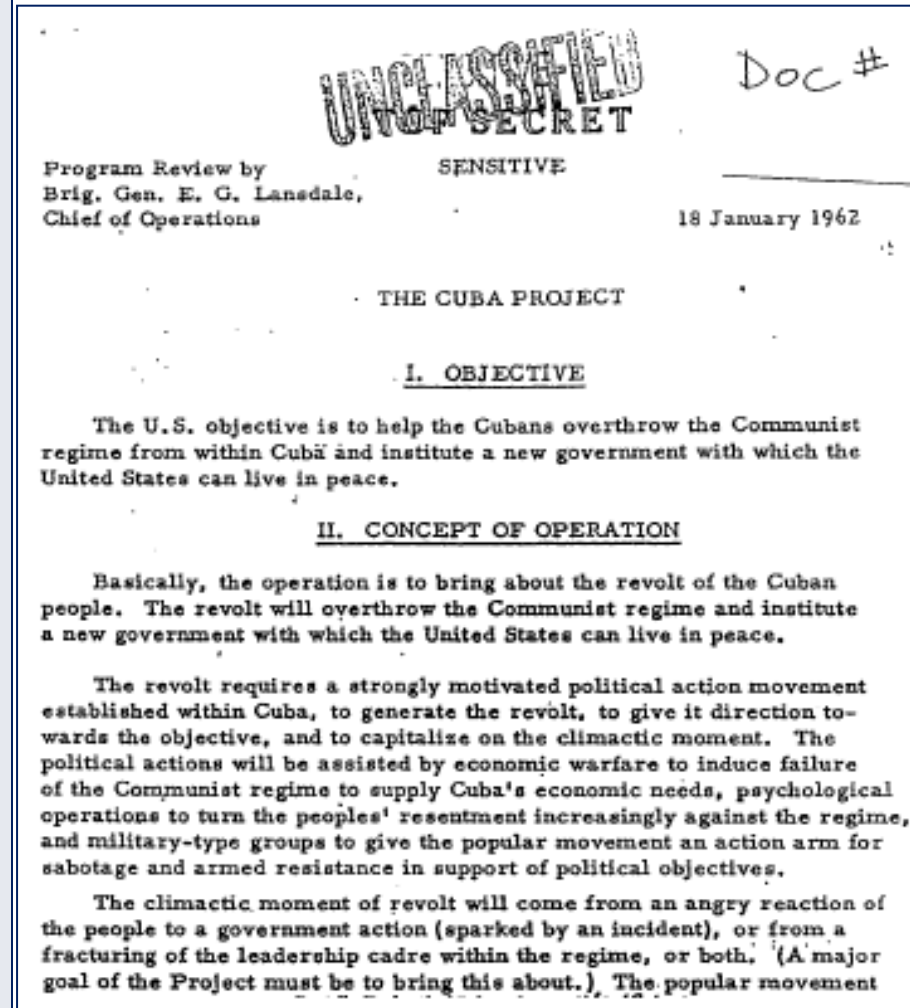 UNCLASSIFIED
TOP SECRET
Doc #
Program Review by
SENSITIVE
Brig. Gen. E. G. Lansdale,
Chief of Operations
18 January 1962
THE CUBA PROJECT
I. OBJECTIVE
The U.S. objective is to help the Cubans overthrow the Communist
regime from within Cuba and institute a new government with which the
United States can live in peace.
II. CONCEPT OF OPERATION
Basically, the operation is to bring about the revolt of the Cuban
people. The revolt will overthrow the Communist regime and institute
a new government with which the United States can live in peace.
The revolt requires a strongly motivated political action movement
established within Cuba, to generate the revolt, to give it direction to-
wards the objective, and to capitalize on the climactic moment. The
political actions will be assisted by economic warfare to induce failure
of the Communist regime to supply Cuba's economic needs, psychological
operations to turn the peoples' resentment increasingly against the regime,
and military-type groups to give the popular movement an action arm for
sabotage and armed resistance in support of political objectives.
The climactic moment of revolt will come from an angry reaction of
the people to a government action (sparked by an incident), or from a
fracturing of the leadership cadre within the regime, or both. (A major
goal of the Project must be to bring this about.) The popular movement